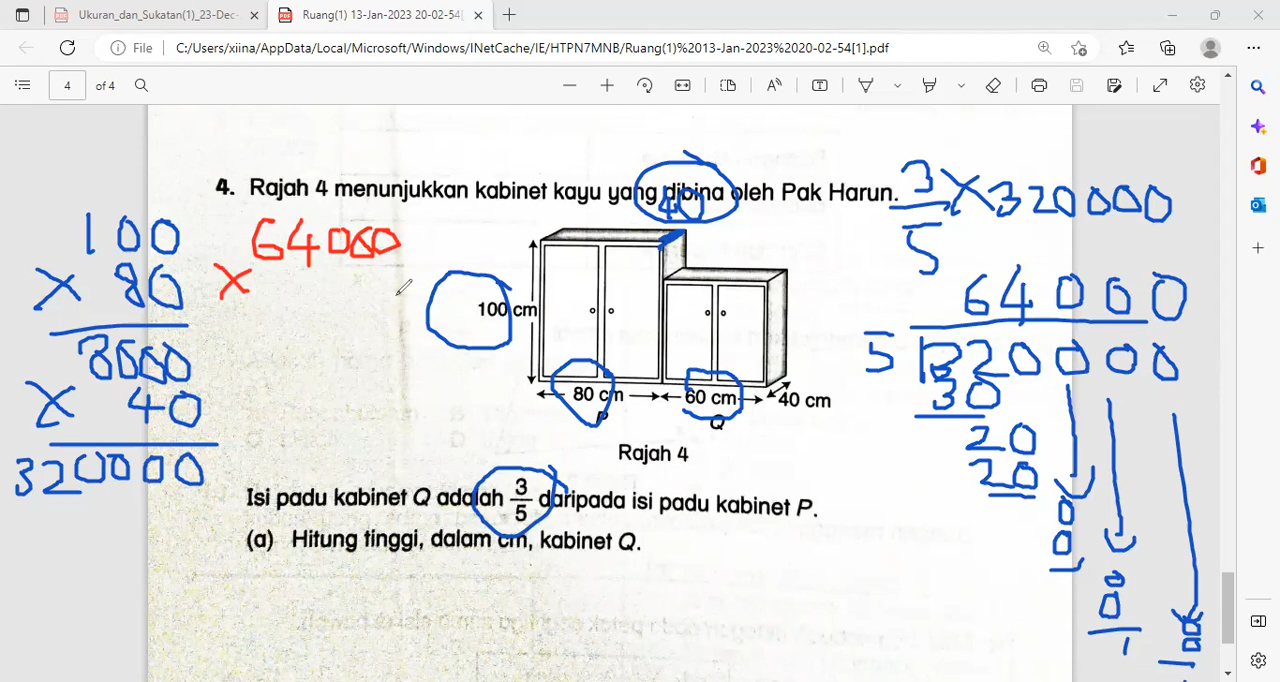 Ukuran_dan_Sukatan(1)_23-Dec-
Ruang(1) 13-Jan-2023 20-02-54[
File
C:/Users/xiina/AppData/Local/Microsoft/Windows/INetCache/IE/HTPN7MNB/Ruang(1)%2013-Jan-2023%2020-02-54[1].pdf
4 of 4
4. Rajah 4 menunjukkan kabinet kayu yang dibina oleh Pak Harun.
40
100 cm
80 cm
60 cm
40 cm
P
Q
Rajah 4
Isi padu kabinet Q adalah 3/5 daripada isi padu kabinet P.
(a) Hitung tinggi, dalam cm, kabinet Q.
100
× 80
8000
× 40
320000
64000
×
3/5 × 320000
64000
5 320000
30
20
20
0
0
0
0